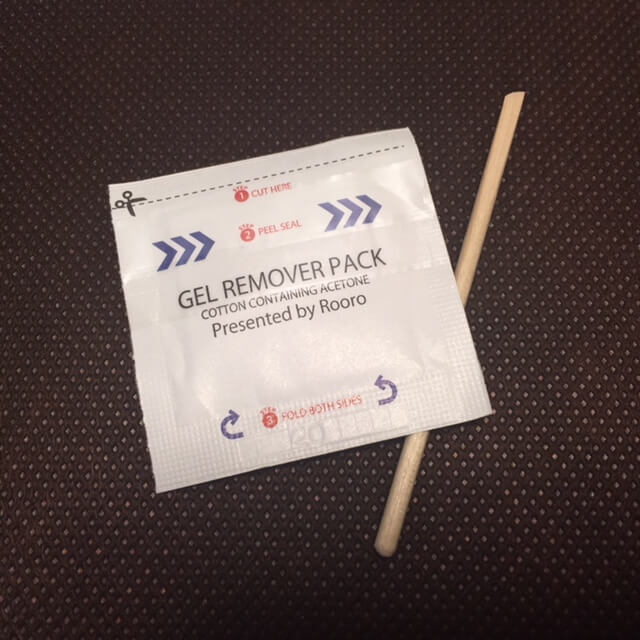 1 CUT HERE
2 PEEL SEAL
GEL REMOVER PACK
COTTON CONTAINING ACETONE
Presented by Rooro
3 FOLD BOTH SIDES